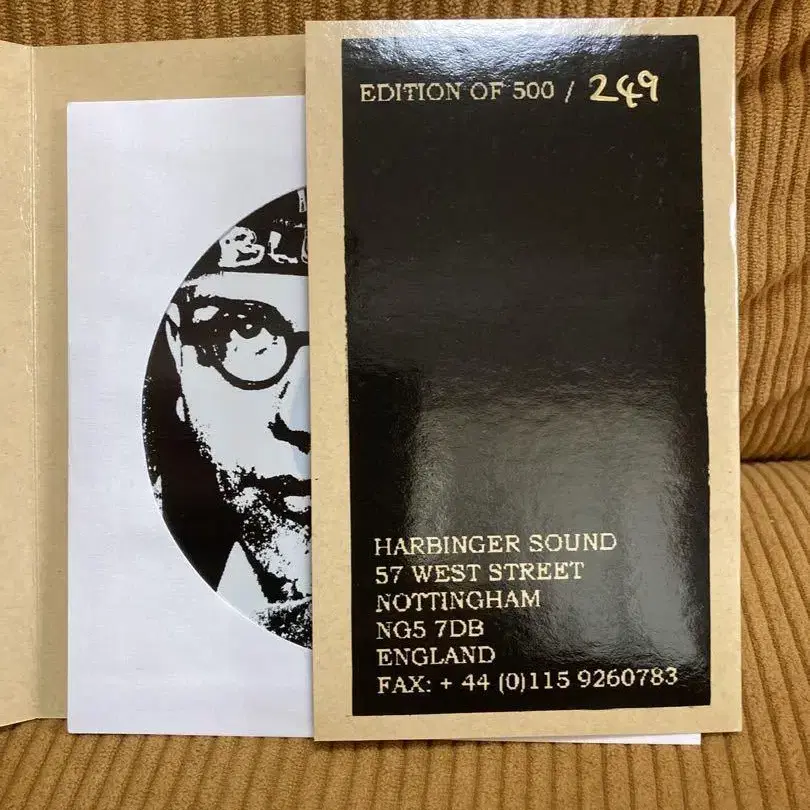 EDITION OF 500 / 249
HARBINGER SOUND
57 WEST STREET
NOTTINGHAM
NG5 7DB
ENGLAND
FAX: + 44 (0)115 9260783